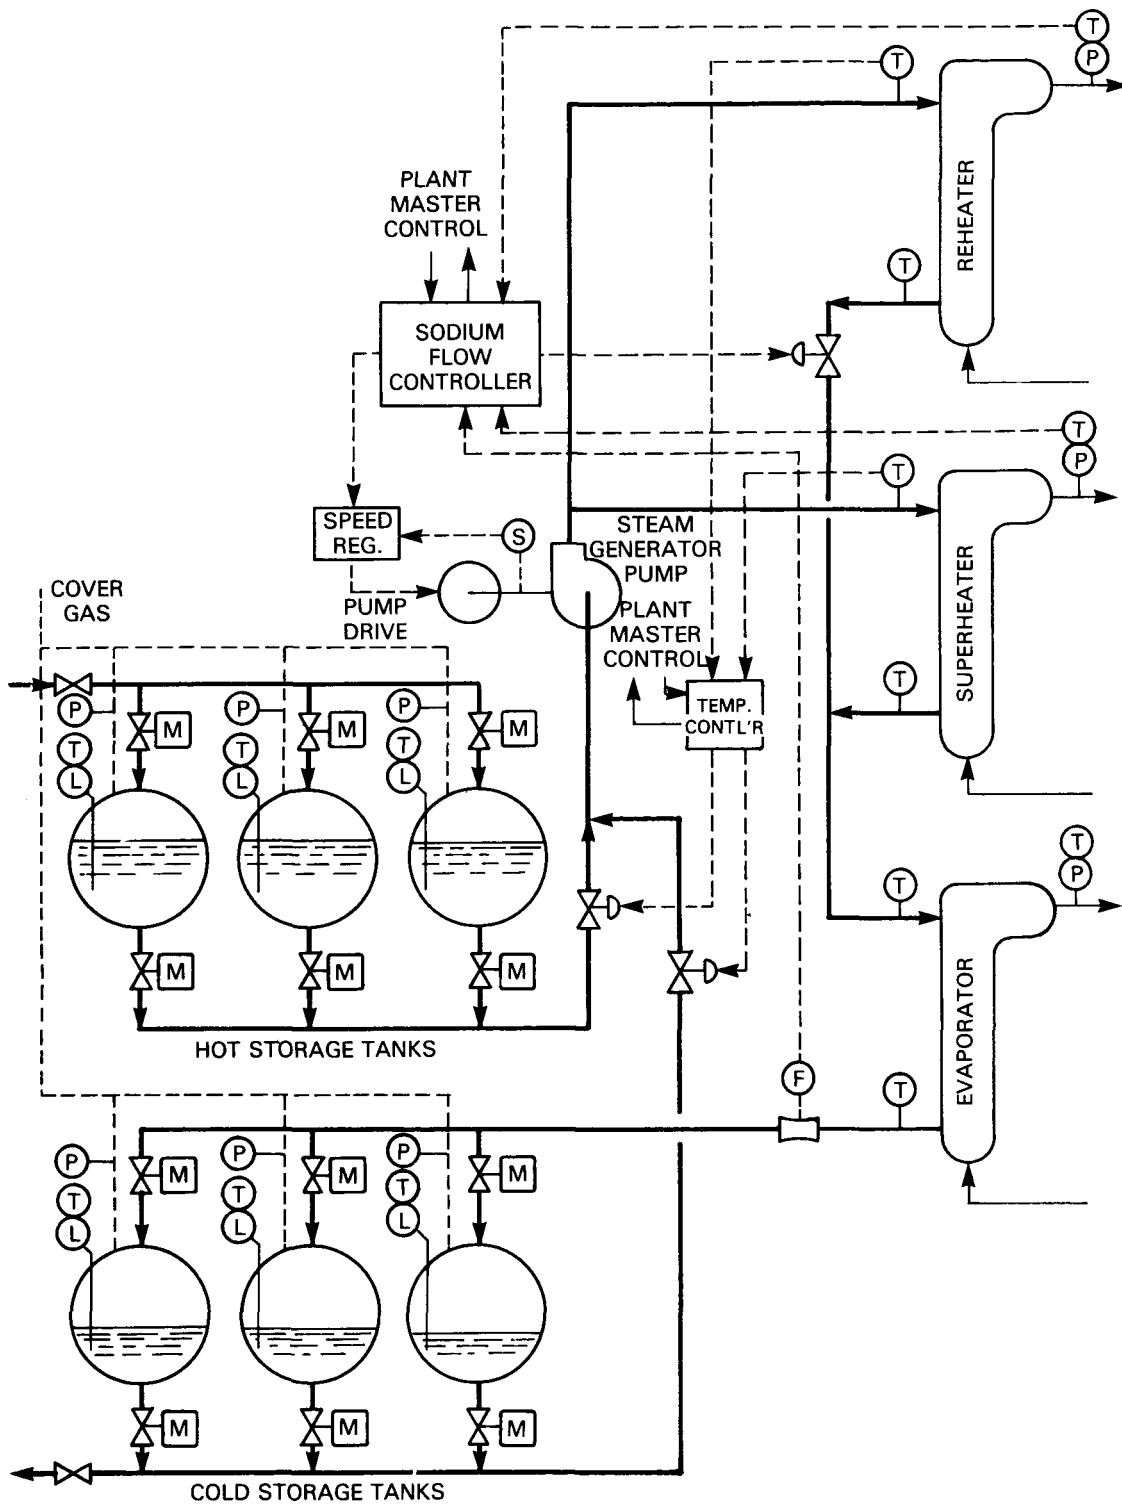 T
P
T
REHEATER
PLANT
MASTER
CONTROL
T
SODIUM
FLOW
CONTROLLER
T
P
T
SPEED
REG.
S
STEAM
GENERATOR
PUMP
SUPERHEATER
COVER
GAS
PUMP
DRIVE
PLANT
MASTER
CONTROL
T
TEMP.
CONTL'R
P
P
P
M
M
M
T
T
T
L
L
L
T
P
T
EVAPORATOR
M
M
M
HOT STORAGE TANKS
F
T
P
P
P
M
M
M
T
T
T
L
L
L
M
M
M
COLD STORAGE TANKS